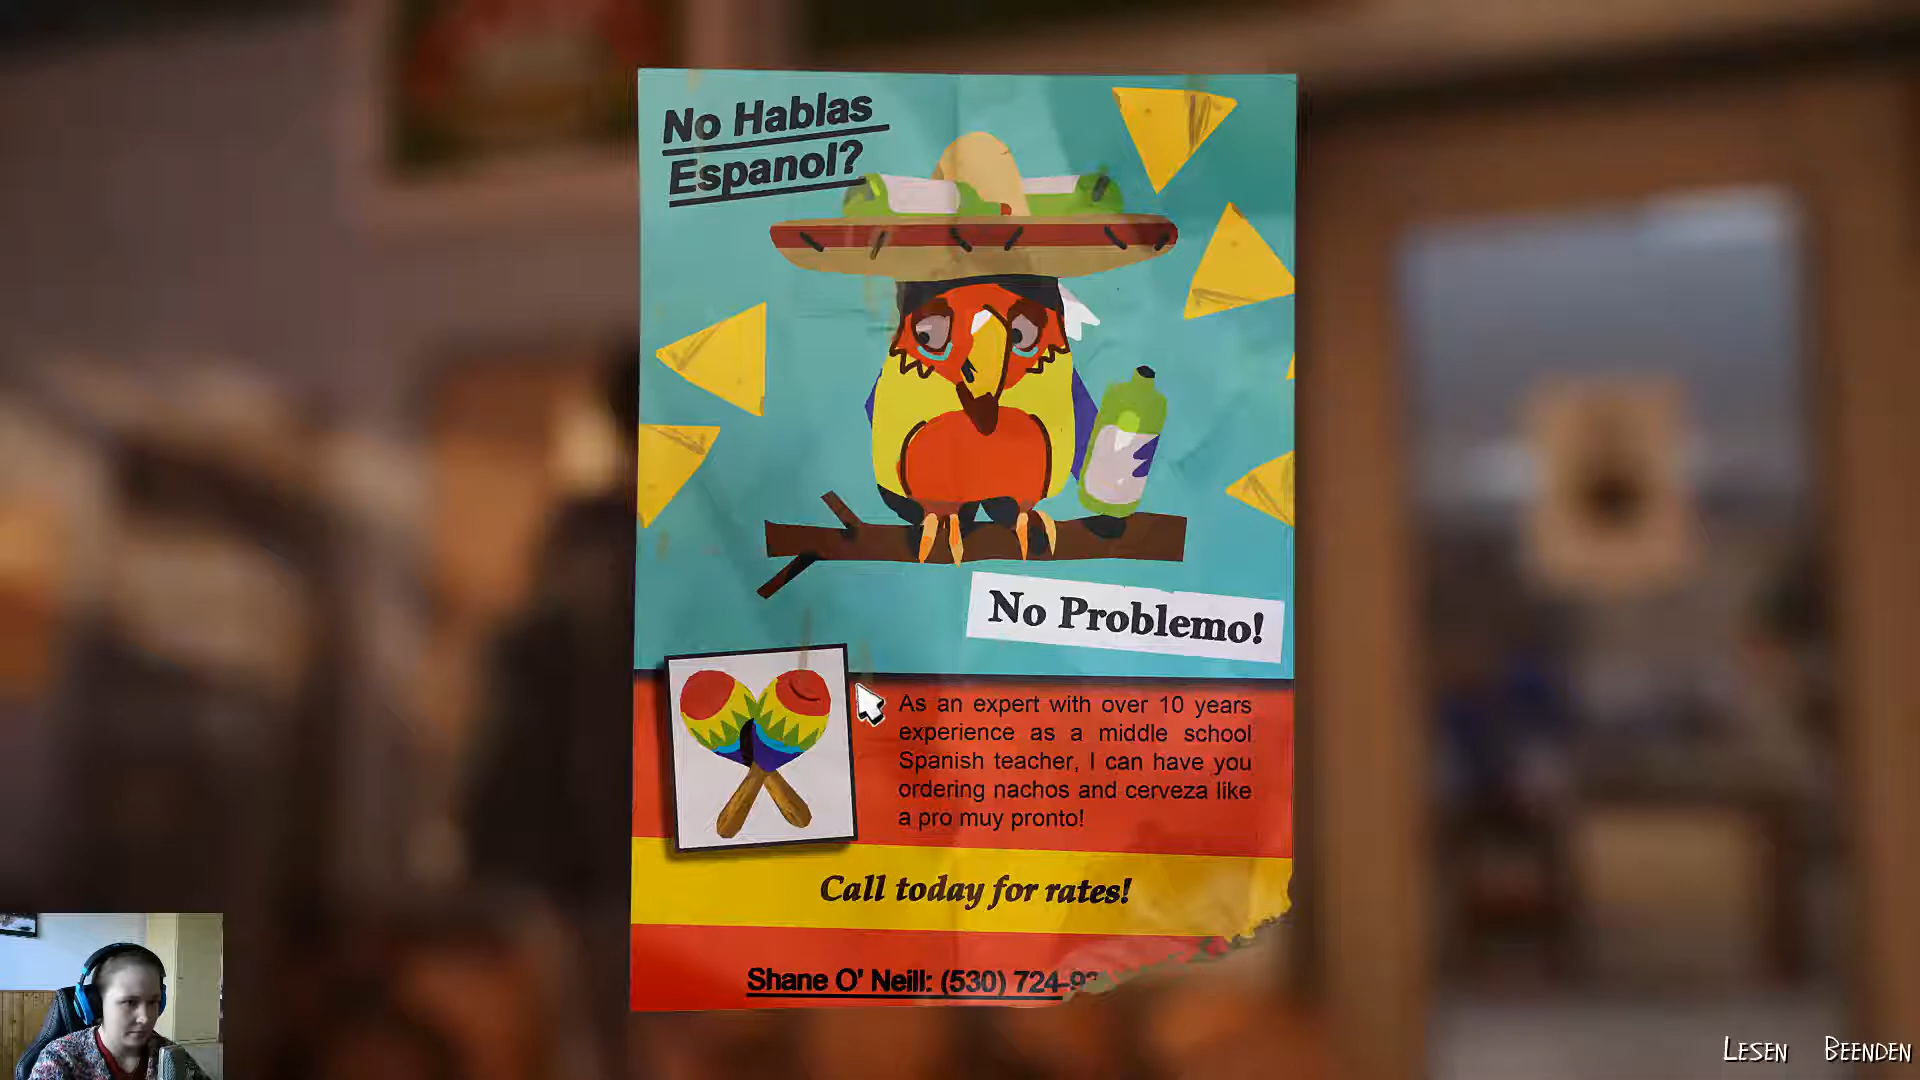 No Hablas
Espanol?
No Problemo!
As an expert with over 10 years
experience as a middle school
Spanish teacher, I can have you
ordering nachos and cerveza like
a pro muy pronto!
Call today for rates!
Shane O' Neill: (530) 724-9
LESEN BEENDEN